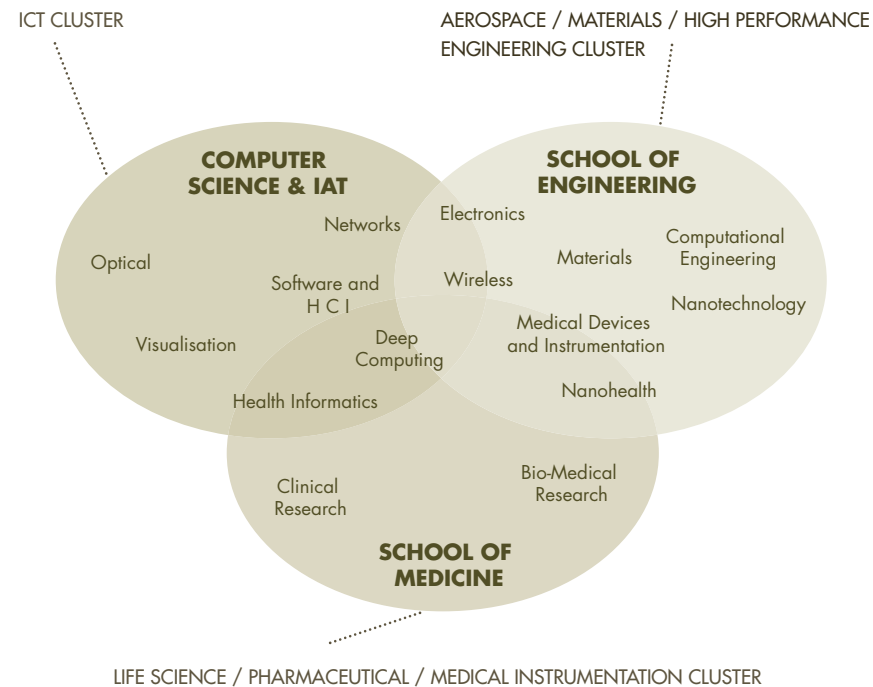 ICT CLUSTER
AEROSPACE / MATERIALS / HIGH PERFORMANCE
ENGINEERING CLUSTER
COMPUTER
SCIENCE & IAT
SCHOOL OF
ENGINEERING
Networks
Electronics
Optical
Materials
Computational
Engineering
Software and
H C I
Wireless
Nanotechnology
Visualisation
Deep
Computing
Medical Devices
and Instrumentation
Health Informatics
Nanohealth
Clinical
Research
Bio-Medical
Research
SCHOOL OF
MEDICINE
LIFE SCIENCE / PHARMACEUTICAL / MEDICAL INSTRUMENTATION CLUSTER